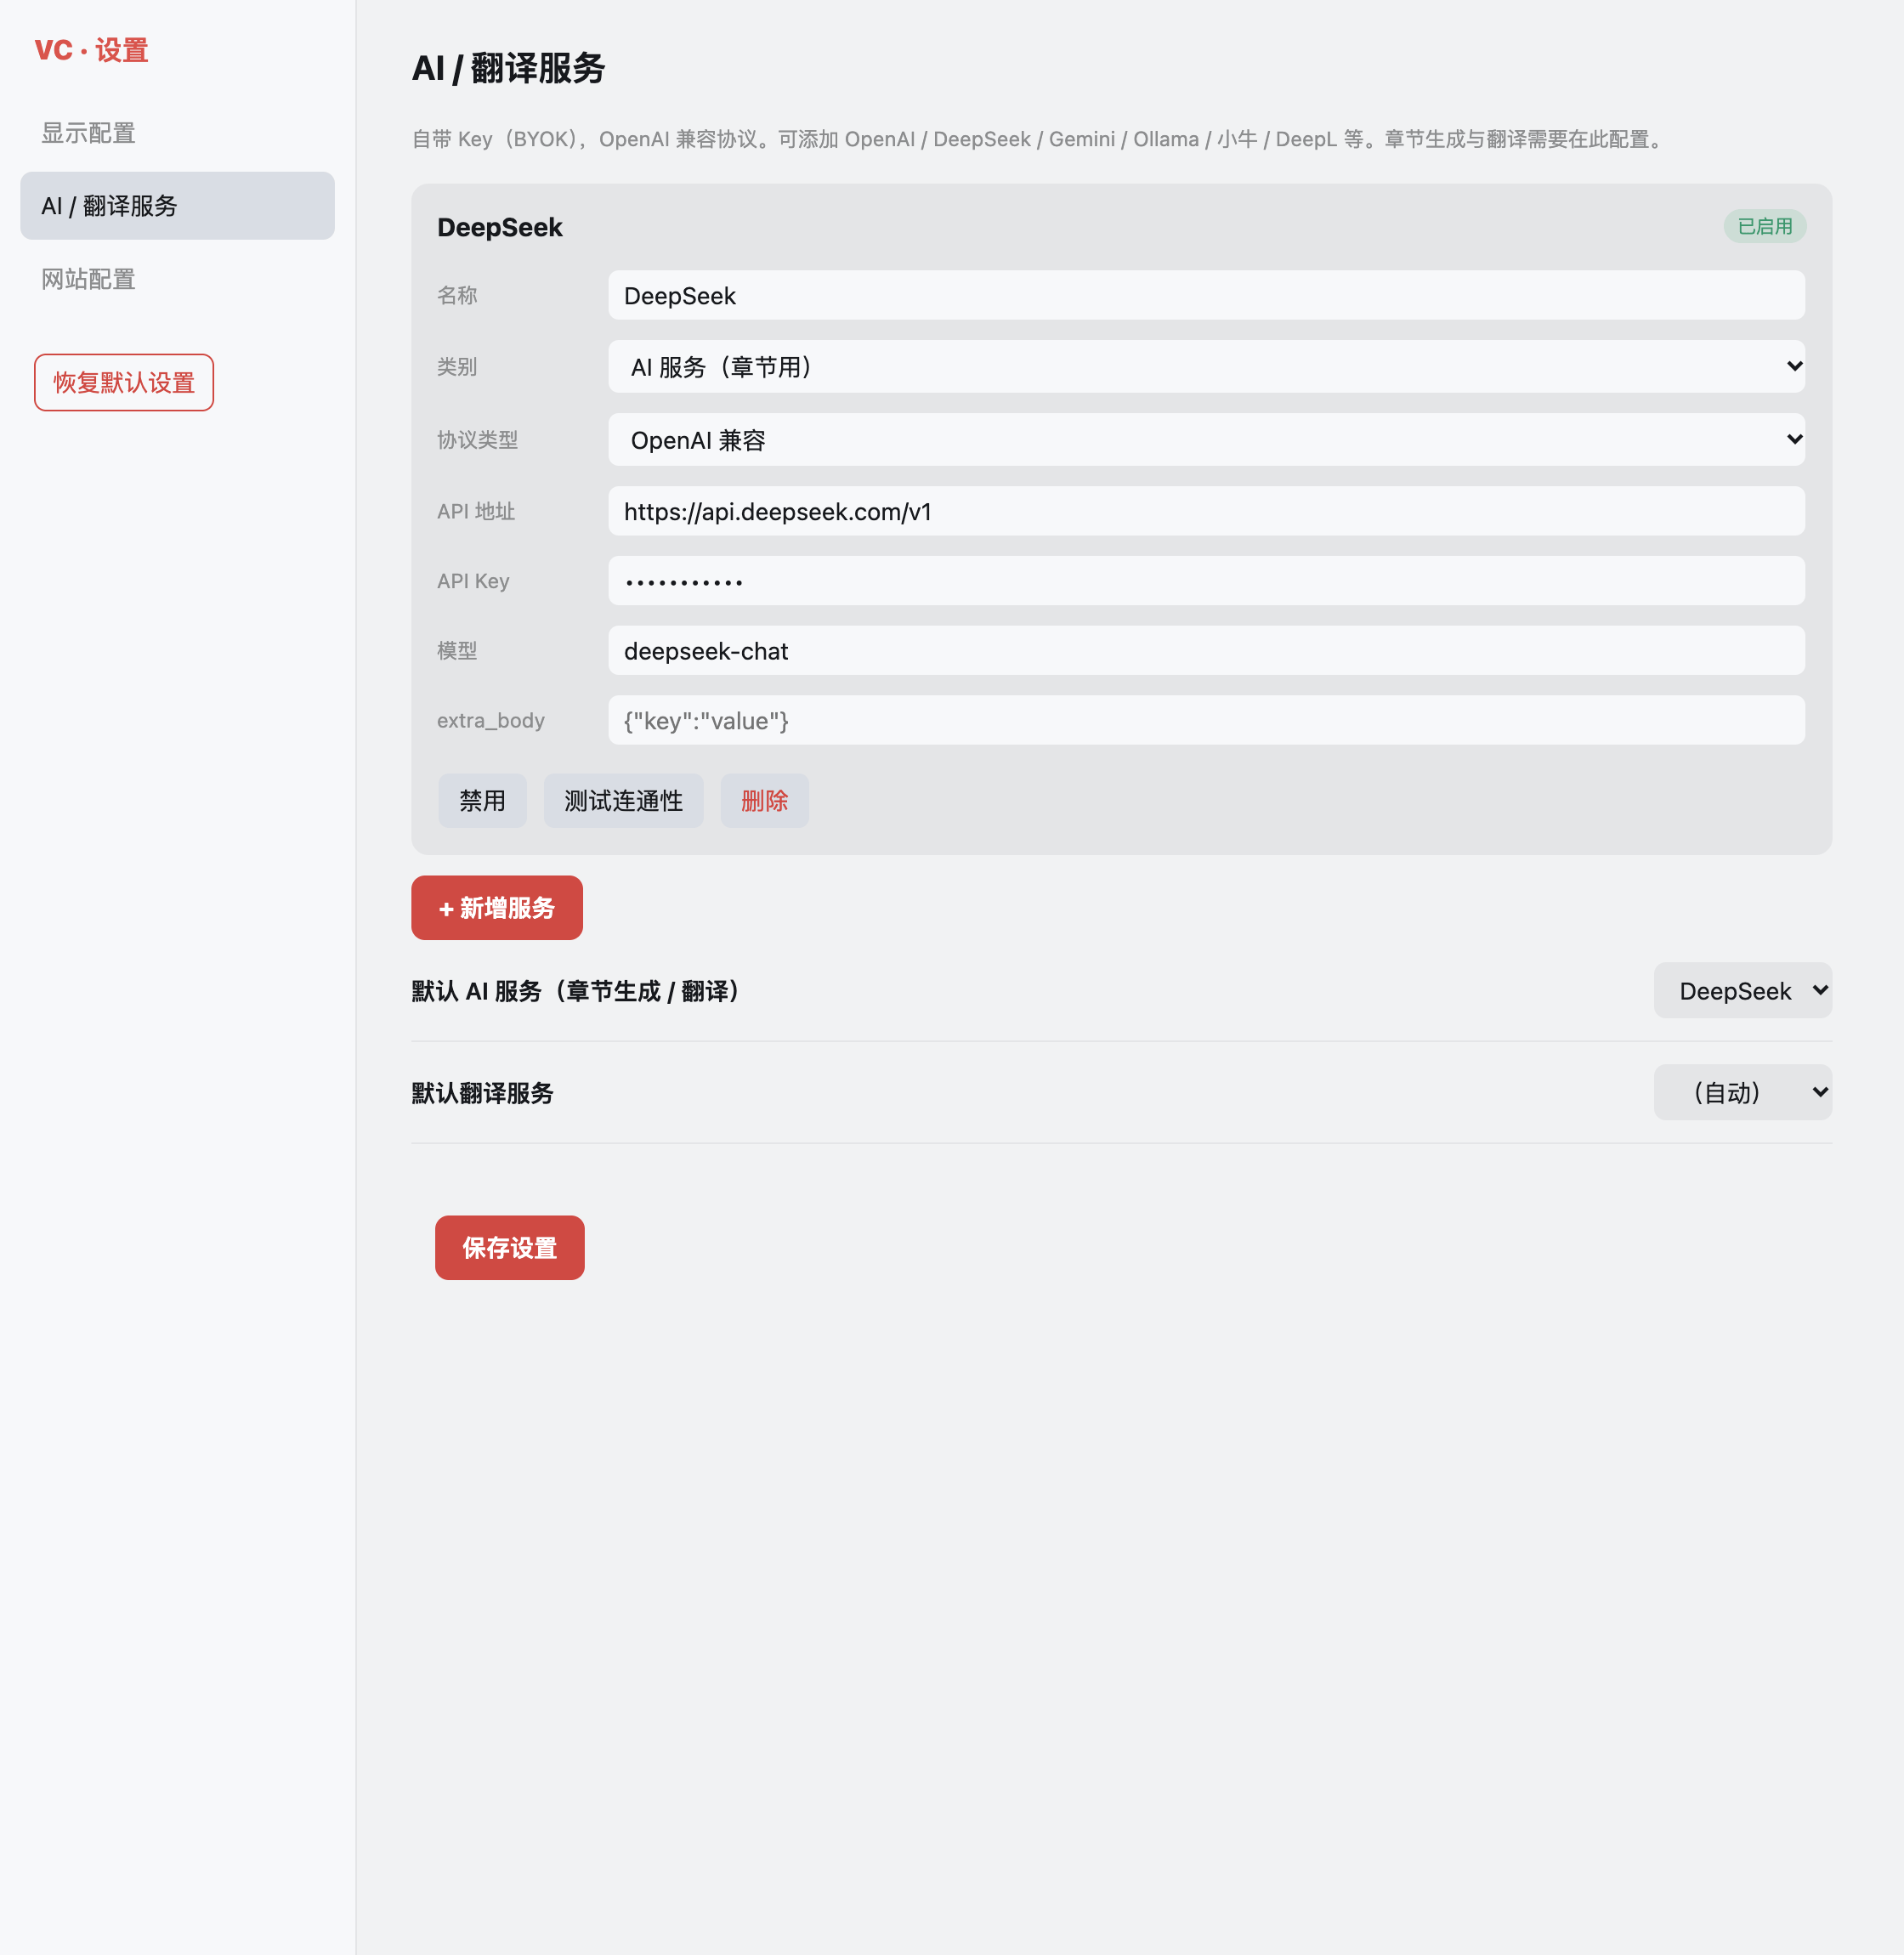 VC · 设置
显示配置
AI / 翻译服务
网站配置
恢复默认设置
AI / 翻译服务
自带 Key（BYOK），OpenAI 兼容协议。可添加 OpenAI / DeepSeek / Gemini / Ollama / 小牛 / DeepL 等。章节生成与翻译需要在此配置。
DeepSeek
已启用
名称
DeepSeek
类别
AI 服务（章节用）
协议类型
OpenAI 兼容
API 地址
https://api.deepseek.com/v1
API Key
•••••••••••
模型
deepseek-chat
extra_body
{"key":"value"}
禁用
测试连通性
删除
+ 新增服务
默认 AI 服务（章节生成 / 翻译）
DeepSeek
默认翻译服务
（自动）
保存设置